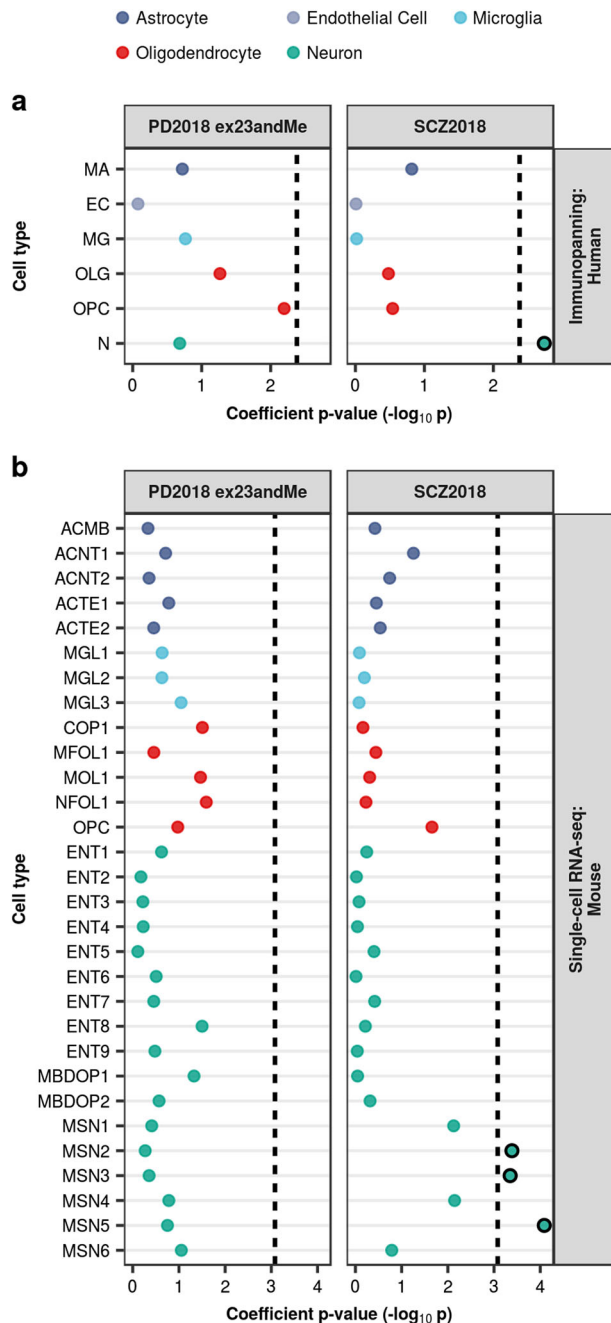 Astrocyte Endothelial Cell Microglia
Oligodendrocyte Neuron
a
PD2018 ex23andMe SCZ2018
MA
EC
MG
OLG
OPC
N
Cell type
Immunopanning:
Human
0 1 2 0 1 2
Coefficient p-value (-log₁₀ p)
b
PD2018 ex23andMe SCZ2018
ACMB
ACNT1
ACNT2
ACTE1
ACTE2
MGL1
MGL2
MGL3
COP1
MFOL1
MOL1
NFOL1
OPC
ENT1
ENT2
ENT3
ENT4
ENT5
ENT6
ENT7
ENT8
ENT9
MBDOP1
MBDOP2
MSN1
MSN2
MSN3
MSN4
MSN5
MSN6
Cell type
Single-cell RNA-seq:
Mouse
0 1 2 3 4 0 1 2 3 4
Coefficient p-value (-log₁₀ p)